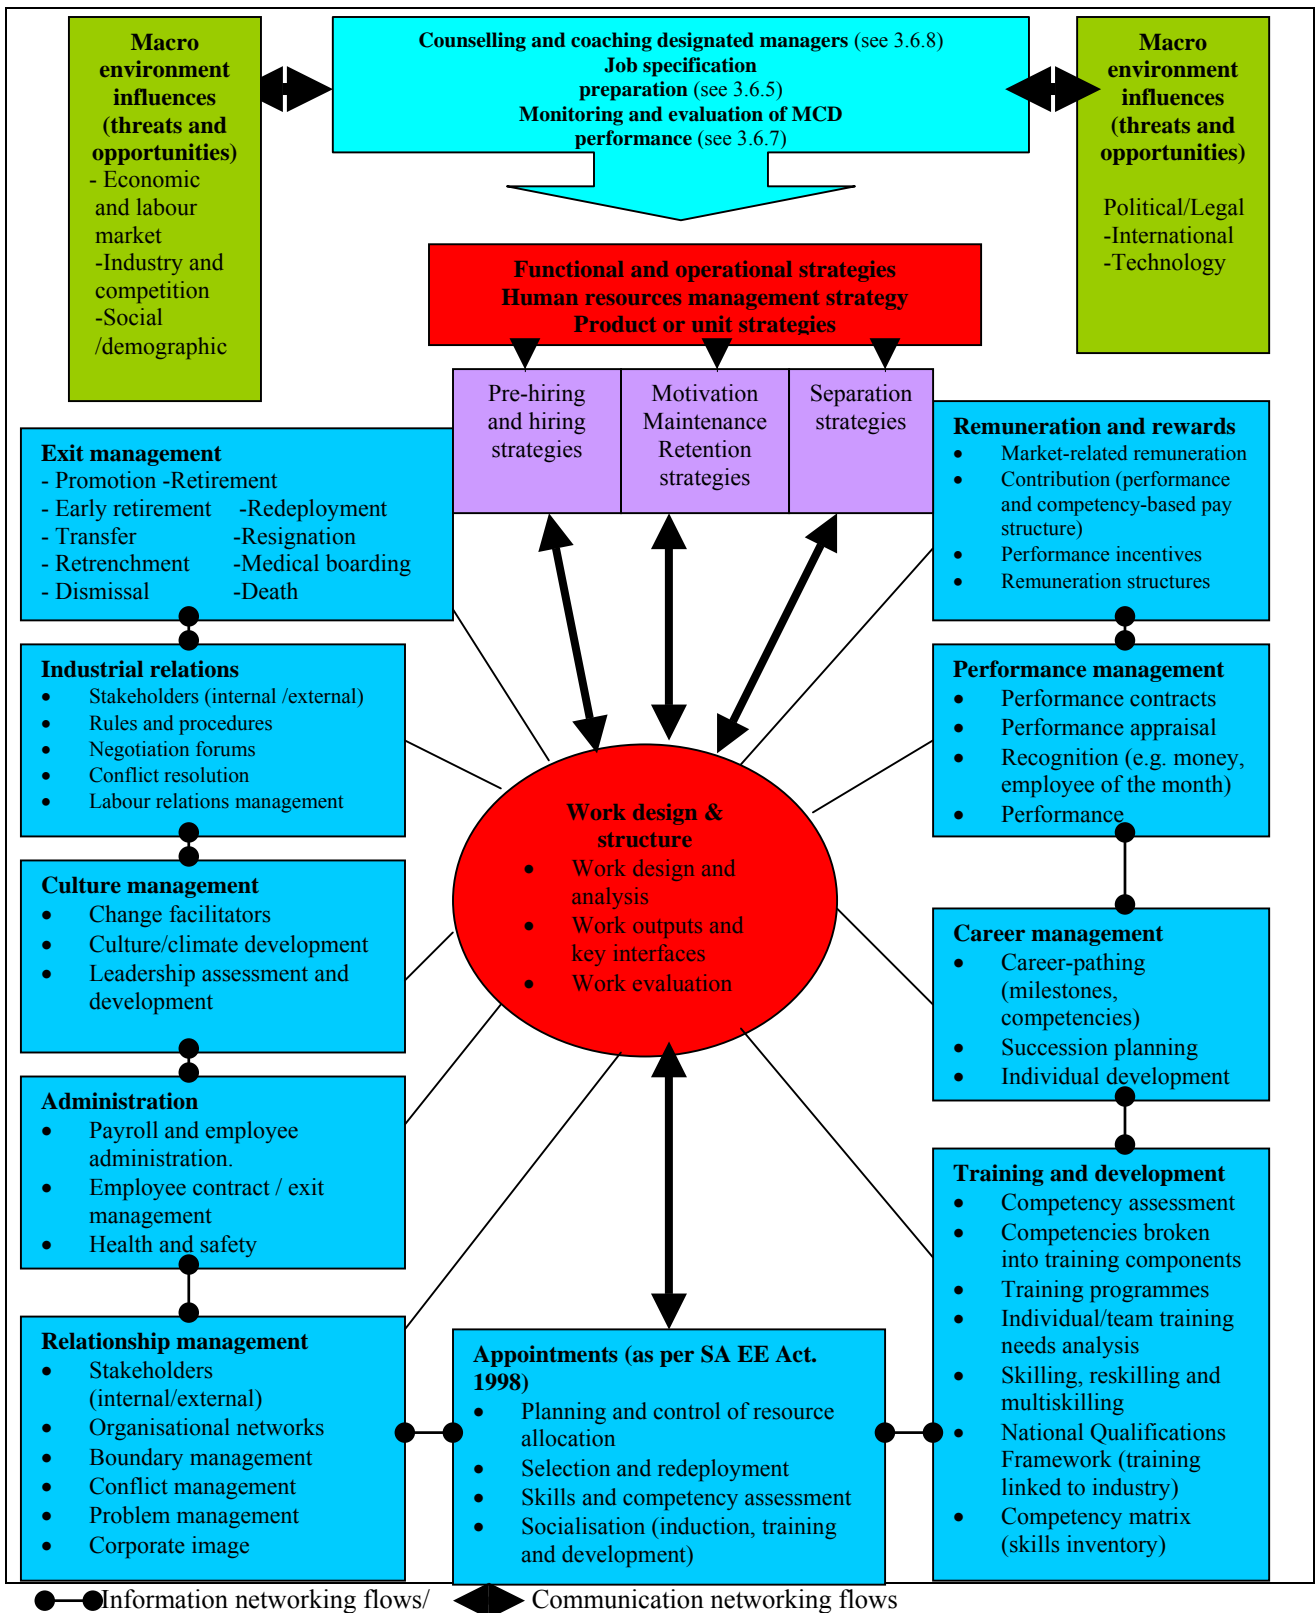 Macro
environment
influences
(threats and
opportunities)
- Economic
and labour
market
-Industry and
competition
-Social
/demographic
Counselling and coaching designated managers (see 3.6.8)
Job specification
preparation (see 3.6.5)
Monitoring and evaluation of MCD
performance (see 3.6.7)
Macro
environment
influences
(threats and
opportunities)
Political/Legal
-International
-Technology
Functional and operational strategies
Human resources management strategy
Product or unit strategies
Pre-hiring
and hiring
strategies
Motivation
Maintenance
Retention
strategies
Separation
strategies
Exit management
- Promotion -Retirement
- Early retirement -Redeployment
- Transfer -Resignation
- Retrenchment -Medical boarding
- Dismissal -Death
Industrial relations
• Stakeholders (internal /external)
• Rules and procedures
• Negotiation forums
• Conflict resolution
• Labour relations management
Culture management
• Change facilitators
• Culture/climate development
• Leadership assessment and
development
Administration
• Payroll and employee
administration.
• Employee contract / exit
management
• Health and safety
Relationship management
• Stakeholders
(internal/external)
• Organisational networks
• Boundary management
• Conflict management
• Problem management
• Corporate image
Work design &
structure
• Work design and
analysis
• Work outputs and
key interfaces
• Work evaluation
Appointments (as per SA EE Act.
1998)
• Planning and control of resource
allocation
• Selection and redeployment
• Skills and competency assessment
• Socialisation (induction, training
and development)
Remuneration and rewards
• Market-related remuneration
• Contribution (performance
and competency-based pay
structure)
• Performance incentives
• Remuneration structures
Performance management
• Performance contracts
• Performance appraisal
• Recognition (e.g. money,
employee of the month)
• Performance
Career management
• Career-pathing
(milestones,
competencies)
• Succession planning
• Individual development
Training and development
• Competency assessment
• Competencies broken
into training components
• Training programmes
• Individual/team training
needs analysis
• Skilling, reskilling and
multiskilling
• National Qualifications
Framework (training
linked to industry)
• Competency matrix
(skills inventory)
Information networking flows/ Communication networking flows